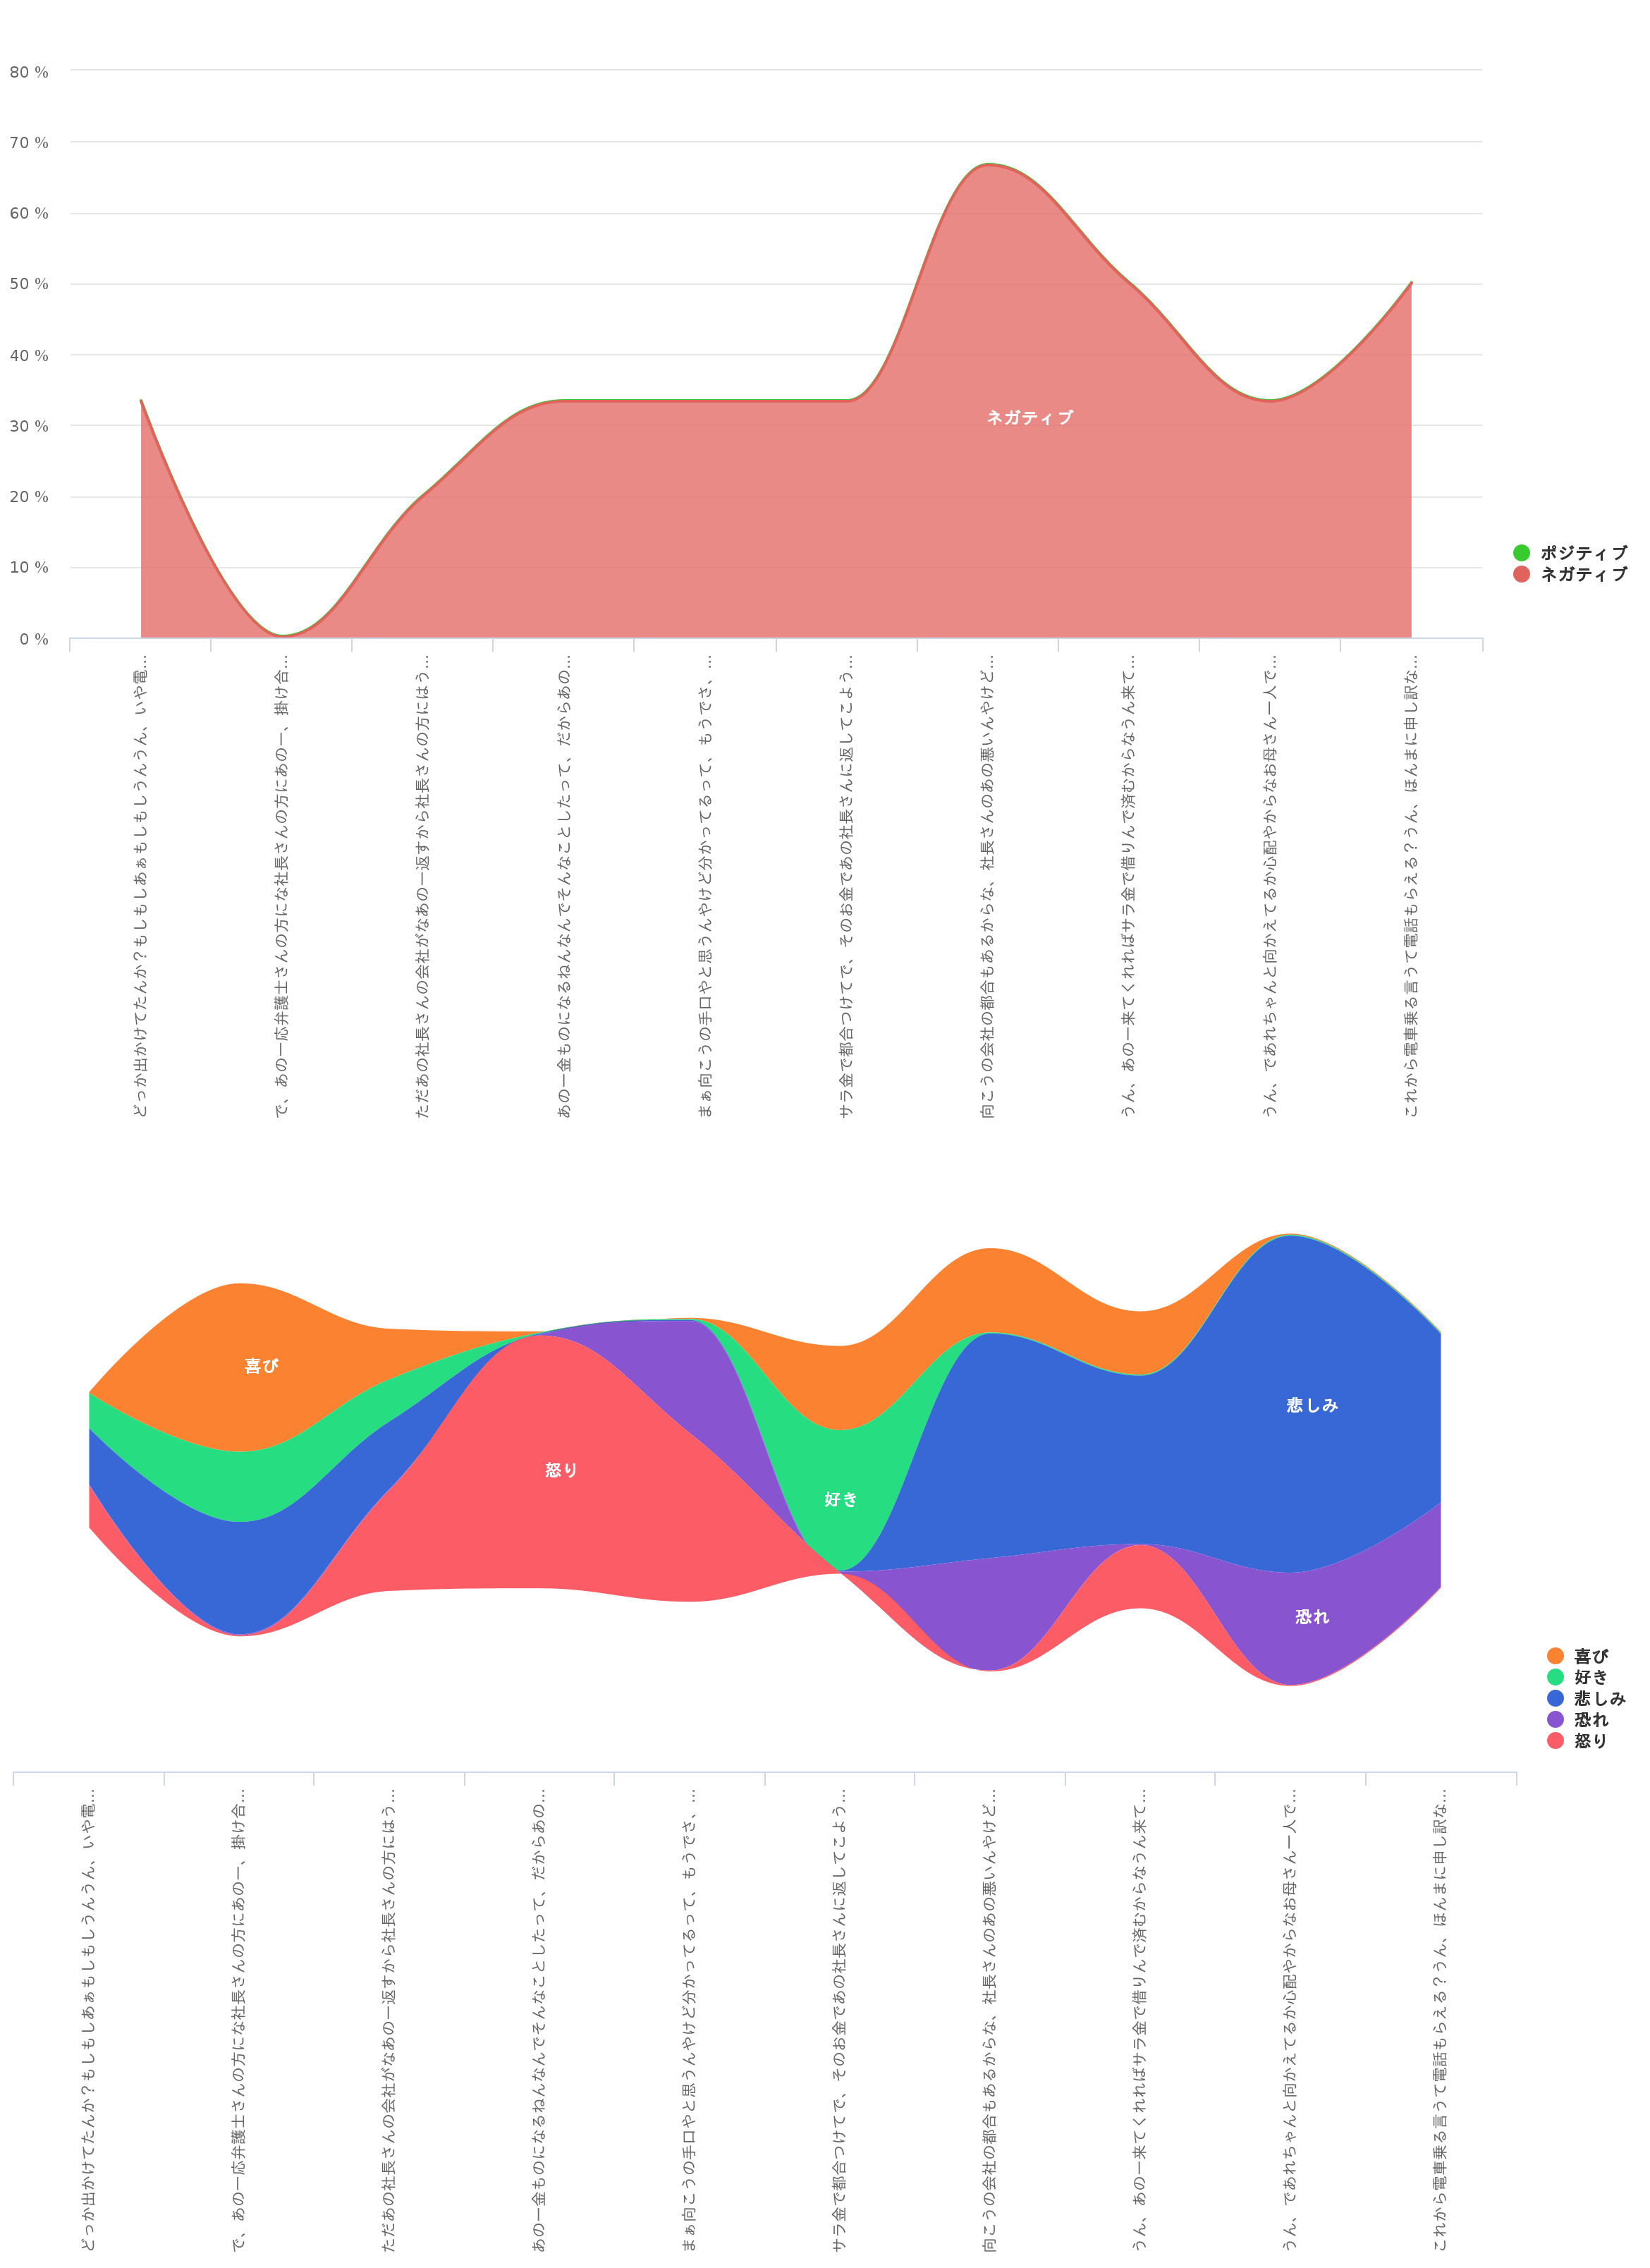 80 %
70 %
60 %
50 %
40 %
30 %
20 %
10 %
0 %
ネガティブ
ポジティブ
ネガティブ
どっか出かけてたんか?もしもしあぁもしもしうんうん、いや電…
で、あの一応弁護士さんの方にな社長さんの方にあの一、掛け合…
ただあの社長さんの会社がなあの一返すから社長さんの方にはう…
あの一金ものになるねんなんでそんなことしたって、だからあの…
まぁ向こうの手口やと思うんやけど分かってるって、もうでさ、…
サラ金で都合つけてで、そのお金であの社長さんに返してこよう…
向こうの会社の都合もあるからな、社長さんのあの悪いんやけど…
うん、あの一来てくれればサラ金で借りんで済むからなうん来て…
うん、であれちゃんと向かえてるか心配やからなお母さん一人で…
これから電車乗る言うて電話もらえる?うん、ほんまに申し訳な…
喜び
怒り
好き
悲しみ
恐れ
喜び
好き
悲しみ
恐れ
怒り
どっか出かけてたんか?もしもしあぁもしもしうんうん、いや電…
で、あの一応弁護士さんの方にな社長さんの方にあの一、掛け合…
ただあの社長さんの会社がなあの一返すから社長さんの方にはう…
あの一金ものになるねんなんでそんなことしたって、だからあの…
まぁ向こうの手口やと思うんやけど分かってるって、もうでさ、…
サラ金で都合つけてで、そのお金であの社長さんに返してこよう…
向こうの会社の都合もあるからな、社長さんのあの悪いんやけど…
うん、あの一来てくれればサラ金で借りんで済むからなうん来て…
うん、であれちゃんと向かえてるか心配やからなお母さん一人で…
これから電車乗る言うて電話もらえる?うん、ほんまに申し訳な…